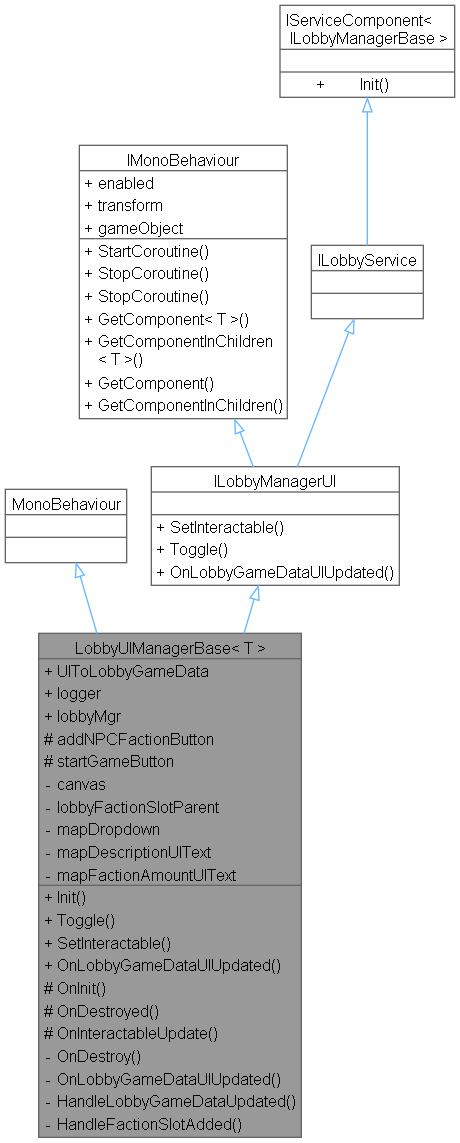 IServiceComponent<
ILobbyManagerBase >
+ Init()
IMonoBehaviour
+ enabled
+ transform
+ gameObject
+ StartCoroutine()
+ StopCoroutine()
+ StopCoroutine()
+ GetComponent< T >()
+ GetComponentInChildren
< T >()
+ GetComponent()
+ GetComponentInChildren()
ILobbyService
ILobbyManagerUI
+ SetInteractable()
+ Toggle()
+ OnLobbyGameDataUIUpdated()
MonoBehaviour
LobbyUIManagerBase< T >
+ UIToLobbyGameData
+ logger
+ lobbyMgr
# addNPCFactionButton
# startGameButton
- canvas
- lobbyFactionSlotParent
- mapDropdown
- mapDescriptionUIText
- mapFactionAmountUIText
+ Init()
+ Toggle()
+ SetInteractable()
+ OnLobbyGameDataUIUpdated()
# OnInit()
# OnDestroyed()
# OnInteractableUpdate()
- OnDestroy()
- OnLobbyGameDataUIUpdated()
- HandleLobbyGameDataUpdated()
- HandleFactionSlotAdded()